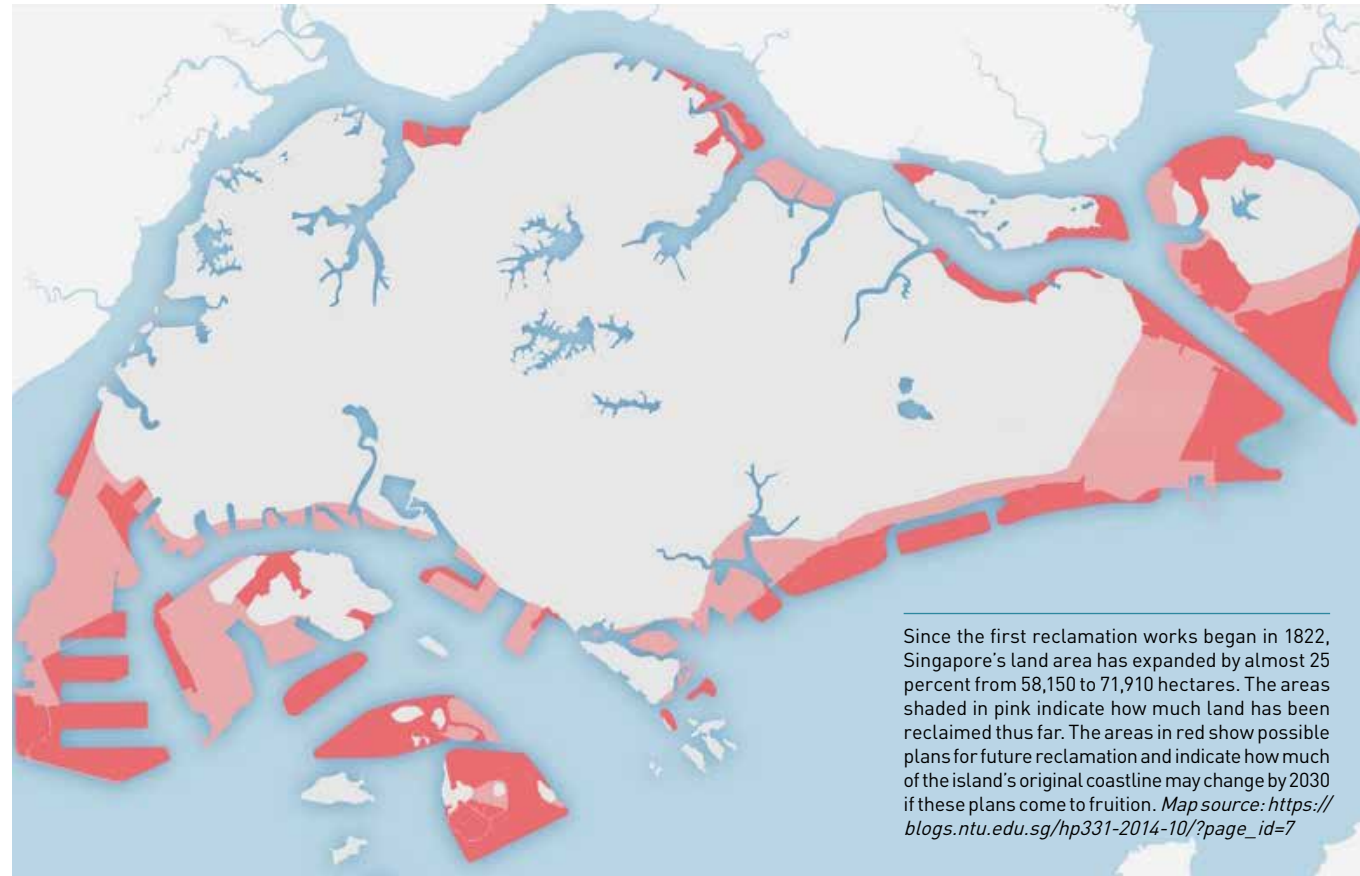 Since the first reclamation works began in 1822,
Singapore's land area has expanded by almost 25
percent from 58,150 to 71,910 hectares. The areas
shaded in pink indicate how much land has been
reclaimed thus far. The areas in red show possible
plans for future reclamation and indicate how much
of the island's original coastline may change by 2030
if these plans come to fruition. Map source: https://
blogs.ntu.edu.sg/hp331-2014-10/?page_id=7